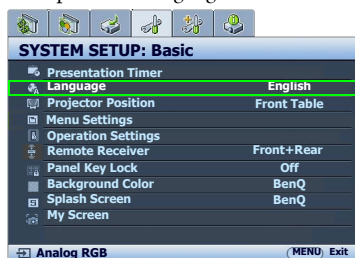 SYSTEM SETUP: Basic
Presentation Timer
Language English
Projector Position Front Table
Menu Settings
Operation Settings
Remote Receiver Front+Rear
Panel Key Lock Off
Background Color BenQ
Splash Screen BenQ
My Screen
Analog RGB MENU Exit